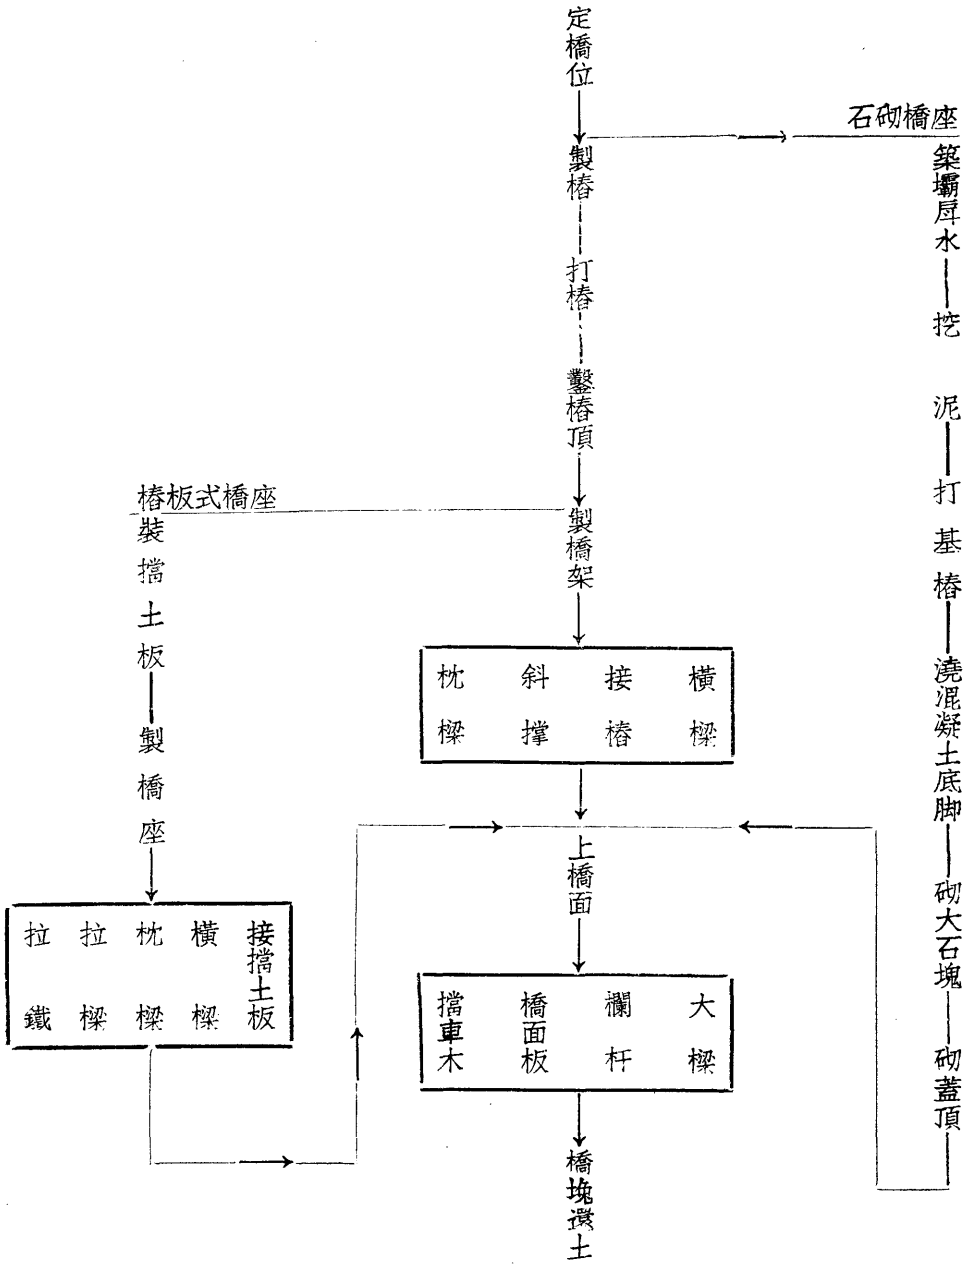 定橋位
石砌橋座
築壩戽水
挖泥
打基樁
澆混凝土底脚
砌大石塊
砌蓋頂
製樁
打樁
鑿樁頂
製橋架
橫樑
接樁
斜撑
枕樑
樁板式橋座
裝擋土板
製橋座
接擋土板
橫樑
枕樑
拉樑
拉鐵
上橋面
大樑
欄杆
橋面板
擋車木
橋塊還土